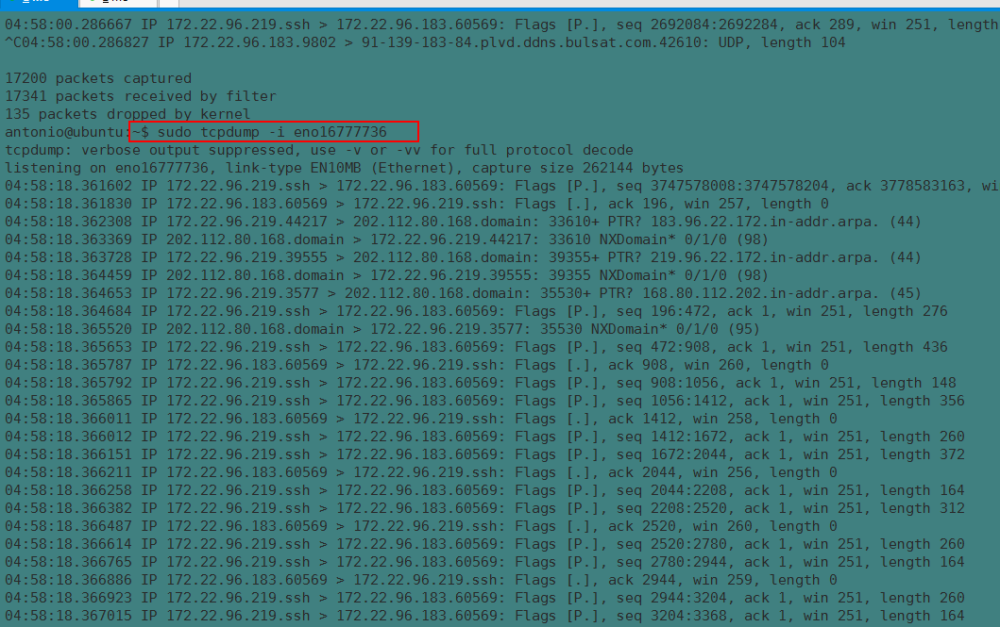 04:58:00.286667 IP 172.22.96.219.ssh > 172.22.96.183.60569: Flags [P.], seq 2692084:2692284, ack 289, win 251, length
^C04:58:00.286827 IP 172.22.96.183.9802 > 91-139-183-84.plvd.ddns.bulsat.com.42610: UDP, length 104
17200 packets captured
17341 packets received by filter
135 packets dropped by kernel
antonio@ubuntu:~$ sudo tcpdump -i eno16777736
tcpdump: verbose output suppressed, use -v or -vv for full protocol decode
listening on eno16777736, link-type EN10MB (Ethernet), capture size 262144 bytes
04:58:18.361602 IP 172.22.96.219.ssh > 172.22.96.183.60569: Flags [P.], seq 3747578008:3747578204, ack 3778583163, wi
04:58:18.361830 IP 172.22.96.183.60569 > 172.22.96.219.ssh: Flags [.], ack 196, win 257, length 0
04:58:18.362308 IP 172.22.96.219.44217 > 202.112.80.168.domain: 33610+ PTR? 183.96.22.172.in-addr.arpa. (44)
04:58:18.363369 IP 202.112.80.168.domain > 172.22.96.219.44217: 33610 NXDomain* 0/1/0 (98)
04:58:18.363728 IP 172.22.96.219.39555 > 202.112.80.168.domain: 39355+ PTR? 219.96.22.172.in-addr.arpa. (44)
04:58:18.364459 IP 202.112.80.168.domain > 172.22.96.219.39555: 39355 NXDomain* 0/1/0 (98)
04:58:18.364653 IP 172.22.96.219.3577 > 202.112.80.168.domain: 35530+ PTR? 168.80.112.202.in-addr.arpa. (45)
04:58:18.364684 IP 172.22.96.219.ssh > 172.22.96.183.60569: Flags [P.], seq 196:472, ack 1, win 251, length 276
04:58:18.365520 IP 202.112.80.168.domain > 172.22.96.219.3577: 35530 NXDomain* 0/1/0 (95)
04:58:18.365653 IP 172.22.96.219.ssh > 172.22.96.183.60569: Flags [P.], seq 472:908, ack 1, win 251, length 436
04:58:18.365787 IP 172.22.96.183.60569 > 172.22.96.219.ssh: Flags [.], ack 908, win 260, length 0
04:58:18.365792 IP 172.22.96.219.ssh > 172.22.96.183.60569: Flags [P.], seq 908:1056, ack 1, win 251, length 148
04:58:18.365865 IP 172.22.96.219.ssh > 172.22.96.183.60569: Flags [P.], seq 1056:1412, ack 1, win 251, length 356
04:58:18.366011 IP 172.22.96.183.60569 > 172.22.96.219.ssh: Flags [.], ack 1412, win 258, length 0
04:58:18.366012 IP 172.22.96.219.ssh > 172.22.96.183.60569: Flags [P.], seq 1412:1672, ack 1, win 251, length 260
04:58:18.366151 IP 172.22.96.219.ssh > 172.22.96.183.60569: Flags [P.], seq 1672:2044, ack 1, win 251, length 372
04:58:18.366211 IP 172.22.96.183.60569 > 172.22.96.219.ssh: Flags [.], ack 2044, win 256, length 0
04:58:18.366258 IP 172.22.96.219.ssh > 172.22.96.183.60569: Flags [P.], seq 2044:2208, ack 1, win 251, length 164
04:58:18.366382 IP 172.22.96.219.ssh > 172.22.96.183.60569: Flags [P.], seq 2208:2520, ack 1, win 251, length 312
04:58:18.366487 IP 172.22.96.183.60569 > 172.22.96.219.ssh: Flags [.], ack 2520, win 260, length 0
04:58:18.366614 IP 172.22.96.219.ssh > 172.22.96.183.60569: Flags [P.], seq 2520:2780, ack 1, win 251, length 260
04:58:18.366765 IP 172.22.96.219.ssh > 172.22.96.183.60569: Flags [P.], seq 2780:2944, ack 1, win 251, length 164
04:58:18.366886 IP 172.22.96.183.60569 > 172.22.96.219.ssh: Flags [.], ack 2944, win 259, length 0
04:58:18.366923 IP 172.22.96.219.ssh > 172.22.96.183.60569: Flags [P.], seq 2944:3204, ack 1, win 251, length 260
04:58:18.367015 IP 172.22.96.219.ssh > 172.22.96.183.60569: Flags [P.], seq 3204:3368, ack 1, win 251, length 164